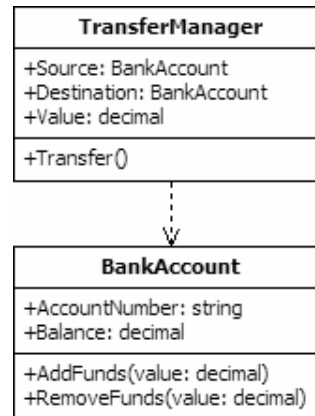 TransferManager
+Source: BankAccount
+Destination: BankAccount
+Value: decimal
+Transfer()
BankAccount
+AccountNumber: string
+Balance: decimal
+AddFunds(value: decimal)
+RemoveFunds(value: decimal)